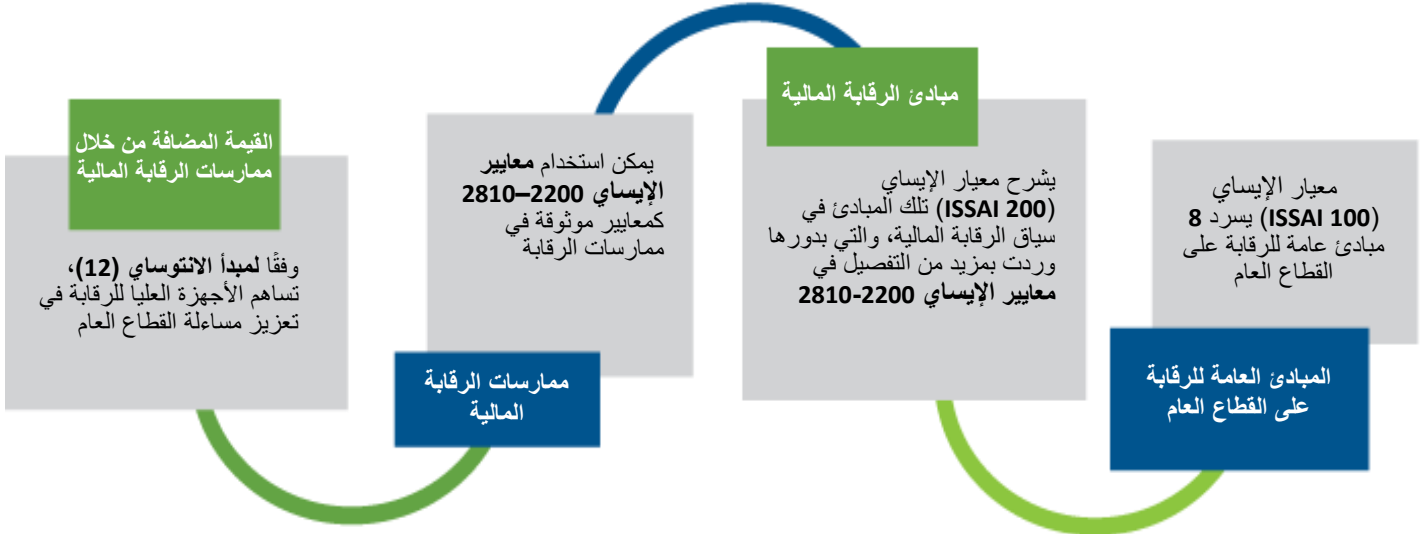 معيار الإيساي
(ISSAI 100) يسرد 8
مبادئ عامة للرقابة على
القطاع العام
المبادئ العامة للرقابة
على القطاع العام
مبادئ الرقابة المالية
يشرح معيار الإيساي
(ISSAI 200) تلك المبادئ في
سياق الرقابة المالية، والتي بدورها
وردت بمزيد من التفصيل في
معايير الإيساي 2200-2810
يمكن استخدام معايير
الإيساي 2200–2810
كمعايير موثوقة في
ممارسات الرقابة
ممارسات الرقابة
المالية
القيمة المضافة من خلال
ممارسات الرقابة المالية
وفقًا لمبدأ الانتوساي (12)،
تساهم الأجهزة العليا للرقابة في
تعزيز مساءلة القطاع العام